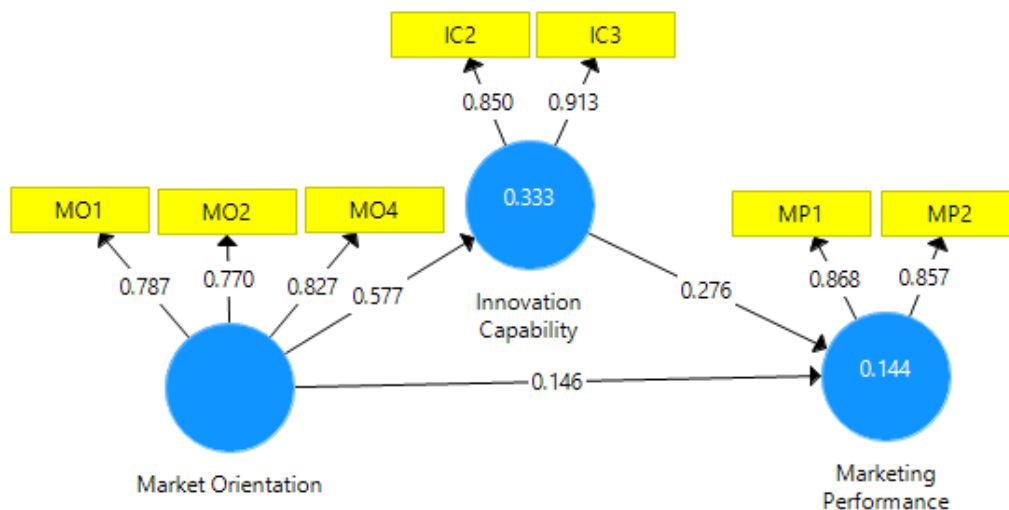 IC2
IC3
0.850
0.913
MO1
MO2
MO4
0.333
MP1
MP2
0.787
0.770
0.827
0.577
Innovation
Capability
0.276
0.868
0.857
0.146
0.144
Market Orientation
Marketing
Performance